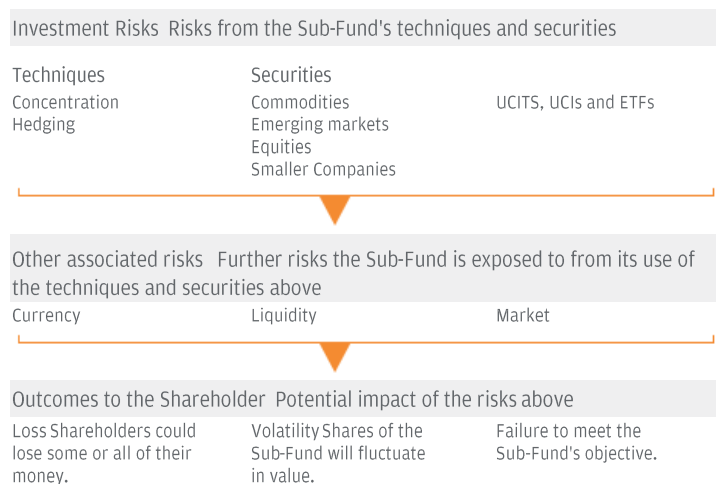 Investment Risks Risks from the Sub-Fund's techniques and securities
Techniques
Concentration
Hedging
Securities
Commodities
Emerging markets
Equities
Smaller Companies
UCITS, UCIs and ETFs
Other associated risks Further risks the Sub-Fund is exposed to from its use of
the techniques and securities above
Currency
Liquidity
Market
Outcomes to the Shareholder Potential impact of the risks above
Loss Shareholders could
lose some or all of their
money.
Volatility Shares of the
Sub-Fund will fluctuate
in value.
Failure to meet the
Sub-Fund's objective.